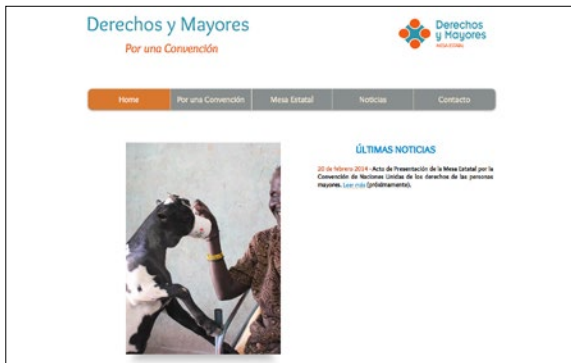 Derechos y Mayores
Por una Convención
Derechos
y Mayores
MESA ESTATAL
Home
Por una Convención
Mesa Estatal
Noticias
Contacto
ÚLTIMAS NOTICIAS
20 de febrero 2014 - Acto de Presentación de la Mesa Estatal por la
Convención de Naciones Unidas de los derechos de las personas
mayores. Leer más (próximamente).